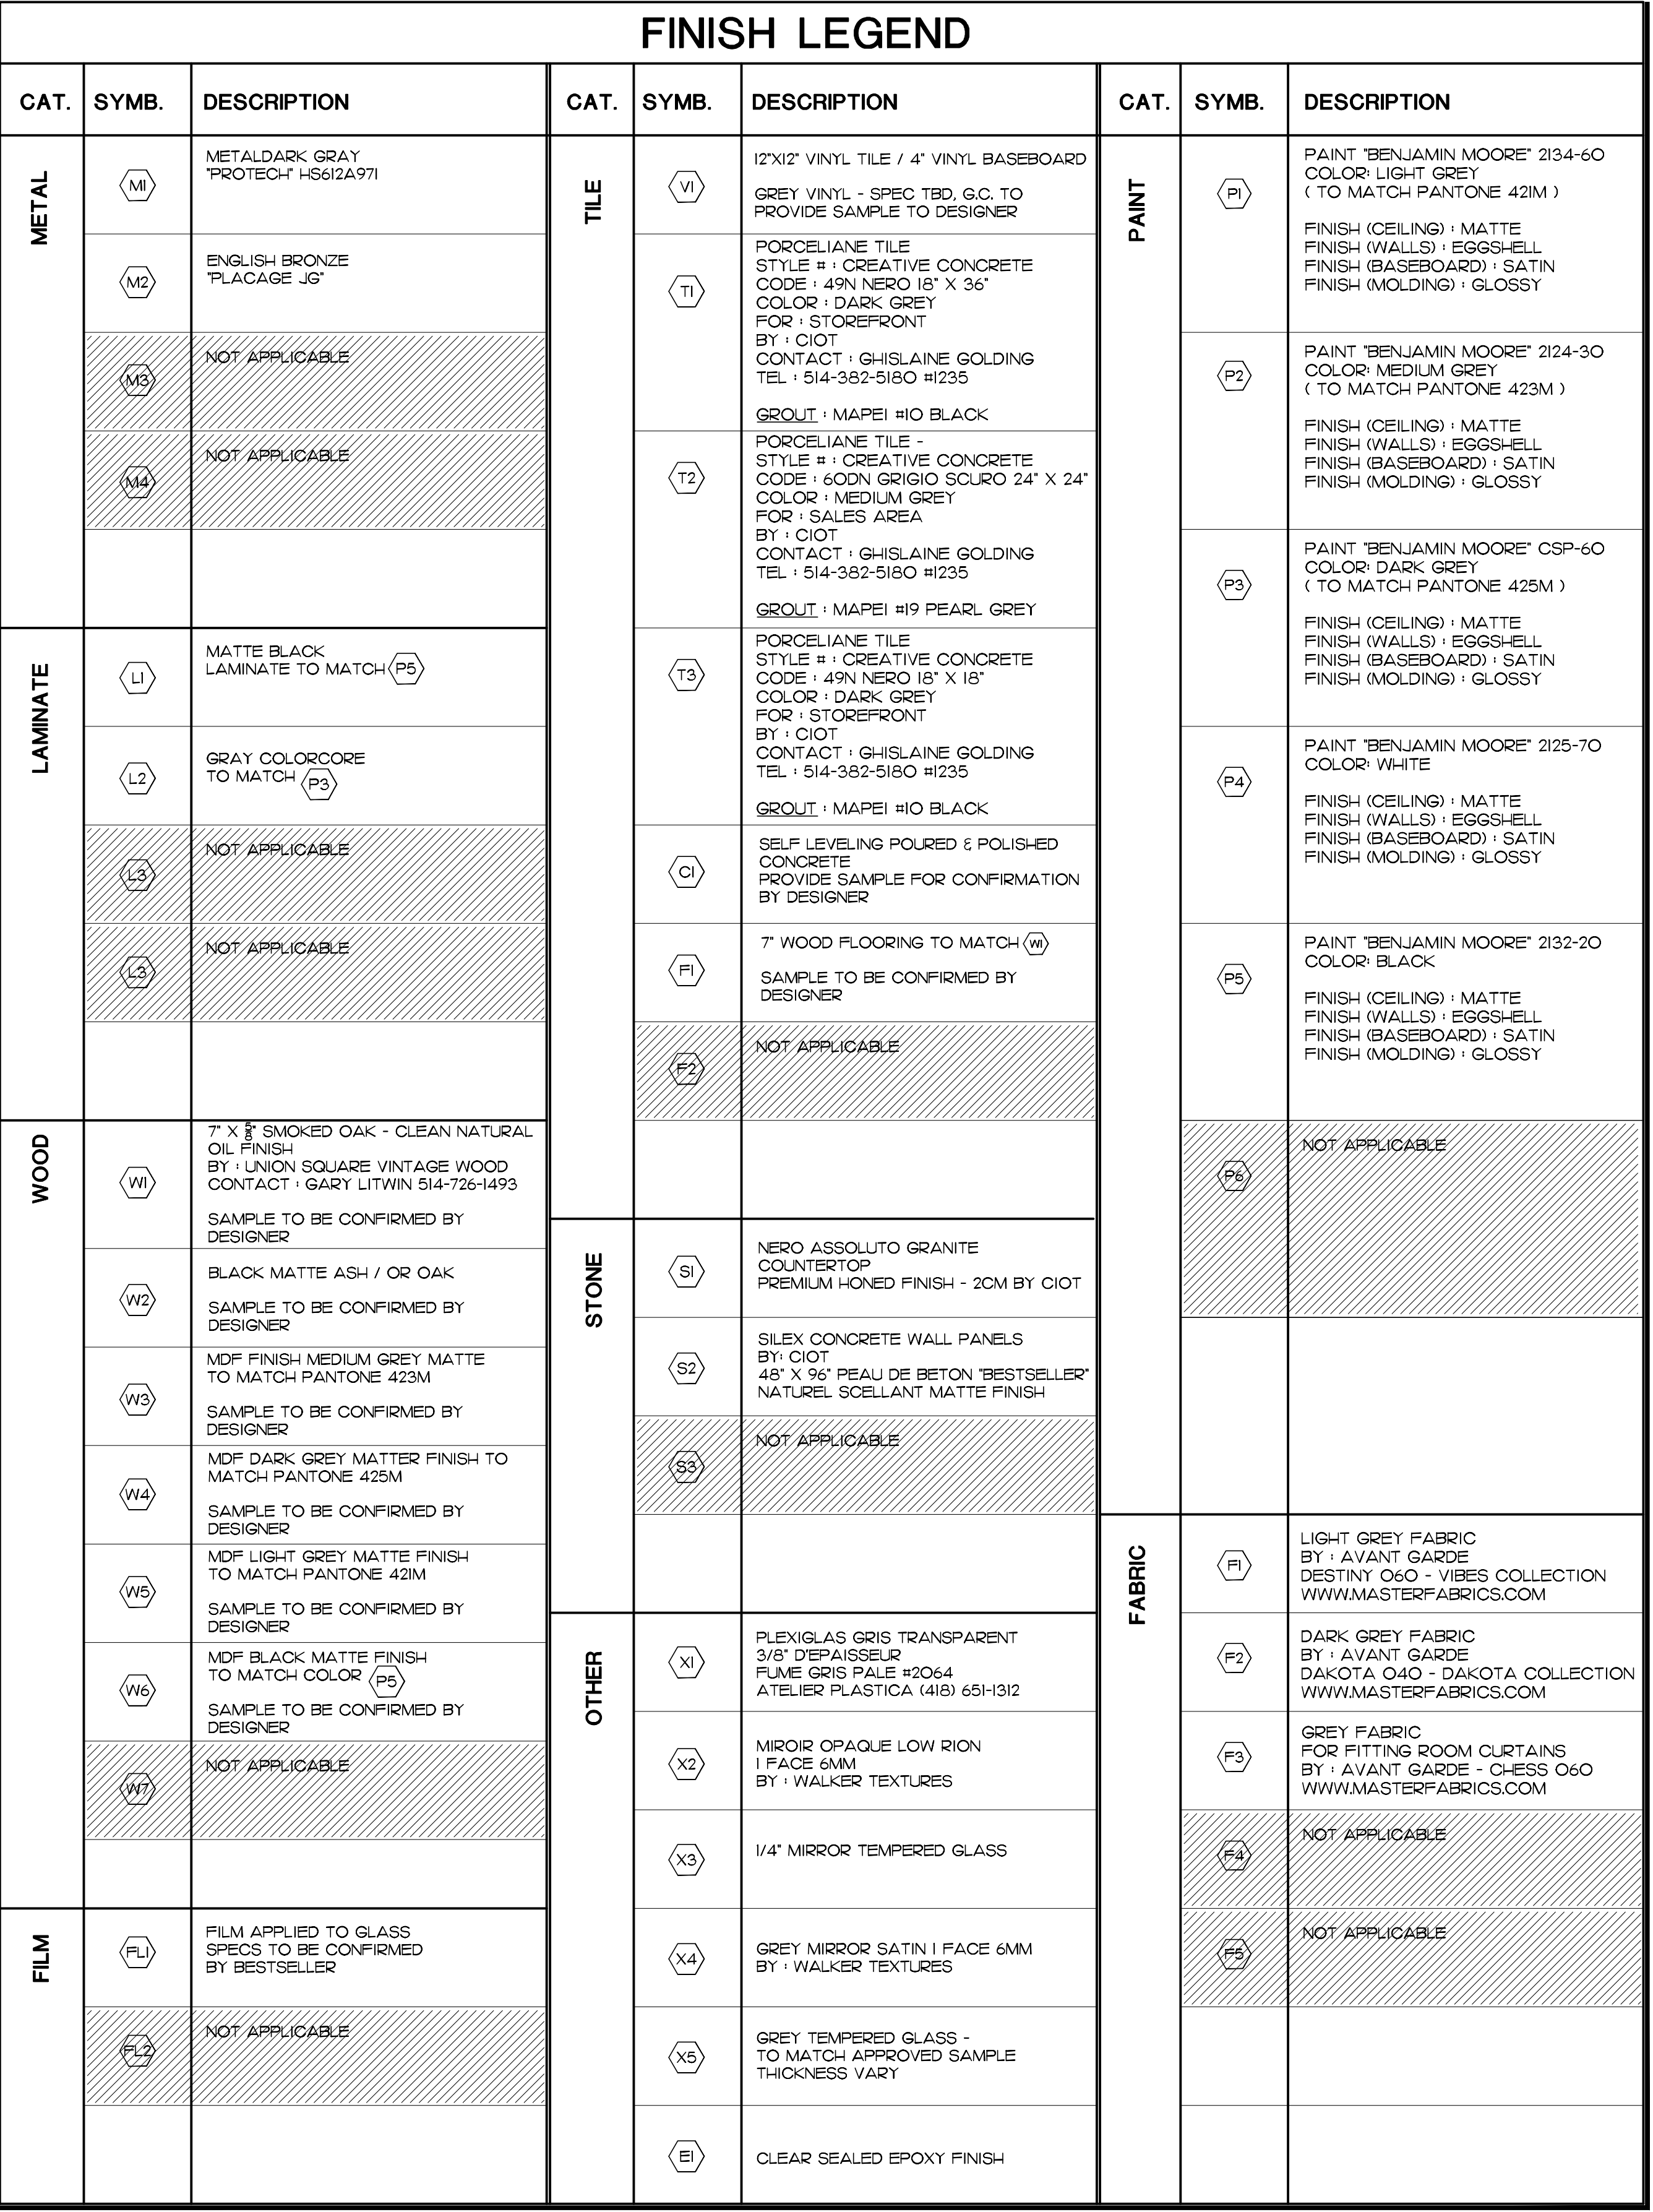 FINISH LEGEND
CAT. SYMB. DESCRIPTION
METAL
M1
METALDARK GRAY
"PROTECH" HS612A971
M2
ENGLISH BRONZE
"PLACAGE JG"
M3
NOT APPLICABLE
M4
NOT APPLICABLE
LAMINATE
L1
MATTE BLACK
LAMINATE TO MATCH P5
L2
GRAY COLORCORE
TO MATCH P3
L3
NOT APPLICABLE
L3
NOT APPLICABLE
WOOD
W1
7" X 5/8" SMOKED OAK - CLEAN NATURAL
OIL FINISH
BY : UNION SQUARE VINTAGE WOOD
CONTACT : GARY LITWIN 514-726-1493
SAMPLE TO BE CONFIRMED BY
DESIGNER
W2
BLACK MATTE ASH / OR OAK
SAMPLE TO BE CONFIRMED BY
DESIGNER
W3
MDF FINISH MEDIUM GREY MATTE
TO MATCH PANTONE 423M
SAMPLE TO BE CONFIRMED BY
DESIGNER
W4
MDF DARK GREY MATTER FINISH TO
MATCH PANTONE 425M
SAMPLE TO BE CONFIRMED BY
DESIGNER
W5
MDF LIGHT GREY MATTE FINISH
TO MATCH PANTONE 421M
SAMPLE TO BE CONFIRMED BY
DESIGNER
W6
MDF BLACK MATTE FINISH
TO MATCH COLOR P5
SAMPLE TO BE CONFIRMED BY
DESIGNER
W7
NOT APPLICABLE
FILM
FL1
FILM APPLIED TO GLASS
SPECS TO BE CONFIRMED
BY BESTSELLER
FL2
NOT APPLICABLE
CAT. SYMB. DESCRIPTION
TILE
V1
12"X12" VINYL TILE / 4" VINYL BASEBOARD
GREY VINYL - SPEC TBD, G.C. TO
PROVIDE SAMPLE TO DESIGNER
T1
PORCELIANE TILE
STYLE # : CREATIVE CONCRETE
CODE : 49N NERO 18" X 36"
COLOR : DARK GREY
FOR : STOREFRONT
BY : CIOT
CONTACT : GHISLAINE GOLDING
TEL : 514-382-5180 #1235
GROUT : MAPEI #10 BLACK
T2
PORCELIANE TILE -
STYLE # : CREATIVE CONCRETE
CODE : 60DN GRIGIO SCURO 24" X 24"
COLOR : MEDIUM GREY
FOR : SALES AREA
BY : CIOT
CONTACT : GHISLAINE GOLDING
TEL : 514-382-5180 #1235
GROUT : MAPEI #19 PEARL GREY
T3
PORCELIANE TILE
STYLE # : CREATIVE CONCRETE
CODE : 49N NERO 18" X 18"
COLOR : DARK GREY
FOR : STOREFRONT
BY : CIOT
CONTACT : GHISLAINE GOLDING
TEL : 514-382-5180 #1235
GROUT : MAPEI #10 BLACK
C1
SELF LEVELING POURED & POLISHED
CONCRETE
PROVIDE SAMPLE FOR CONFIRMATION
BY DESIGNER
F1
7" WOOD FLOORING TO MATCH W1
SAMPLE TO BE CONFIRMED BY
DESIGNER
F2
NOT APPLICABLE
STONE
S1
NERO ASSOLUTO GRANITE
COUNTERTOP
PREMIUM HONED FINISH - 2CM BY CIOT
S2
SILEX CONCRETE WALL PANELS
BY: CIOT
48" X 96" PEAU DE BETON "BESTSELLER"
NATUREL SCELLANT MATTE FINISH
S3
NOT APPLICABLE
OTHER
X1
PLEXIGLAS GRIS TRANSPARENT
3/8" D'EPAISSEUR
FUME GRIS PALE #2064
ATELIER PLASTICA (418) 651-1312
X2
MIROIR OPAQUE LOW RION
1 FACE 6MM
BY : WALKER TEXTURES
X3
1/4" MIRROR TEMPERED GLASS
X4
GREY MIRROR SATIN 1 FACE 6MM
BY : WALKER TEXTURES
X5
GREY TEMPERED GLASS -
TO MATCH APPROVED SAMPLE
THICKNESS VARY
E1
CLEAR SEALED EPOXY FINISH
CAT. SYMB. DESCRIPTION
PAINT
P1
PAINT "BENJAMIN MOORE" 2134-60
COLOR: LIGHT GREY
( TO MATCH PANTONE 421M )
FINISH (CEILING) : MATTE
FINISH (WALLS) : EGGSHELL
FINISH (BASEBOARD) : SATIN
FINISH (MOLDING) : GLOSSY
P2
PAINT "BENJAMIN MOORE" 2124-30
COLOR: MEDIUM GREY
( TO MATCH PANTONE 423M )
FINISH (CEILING) : MATTE
FINISH (WALLS) : EGGSHELL
FINISH (BASEBOARD) : SATIN
FINISH (MOLDING) : GLOSSY
P3
PAINT "BENJAMIN MOORE" CSP-60
COLOR: DARK GREY
( TO MATCH PANTONE 425M )
FINISH (CEILING) : MATTE
FINISH (WALLS) : EGGSHELL
FINISH (BASEBOARD) : SATIN
FINISH (MOLDING) : GLOSSY
P4
PAINT "BENJAMIN MOORE" 2125-70
COLOR: WHITE
FINISH (CEILING) : MATTE
FINISH (WALLS) : EGGSHELL
FINISH (BASEBOARD) : SATIN
FINISH (MOLDING) : GLOSSY
P5
PAINT "BENJAMIN MOORE" 2132-20
COLOR: BLACK
FINISH (CEILING) : MATTE
FINISH (WALLS) : EGGSHELL
FINISH (BASEBOARD) : SATIN
FINISH (MOLDING) : GLOSSY
P6
NOT APPLICABLE
FABRIC
F1
LIGHT GREY FABRIC
BY : AVANT GARDE
DESTINY 060 - VIBES COLLECTION
WWW.MASTERFABRICS.COM
F2
DARK GREY FABRIC
BY : AVANT GARDE
DAKOTA 040 - DAKOTA COLLECTION
WWW.MASTERFABRICS.COM
F3
GREY FABRIC
FOR FITTING ROOM CURTAINS
BY : AVANT GARDE - CHESS 060
WWW.MASTERFABRICS.COM
F4
NOT APPLICABLE
F5
NOT APPLICABLE